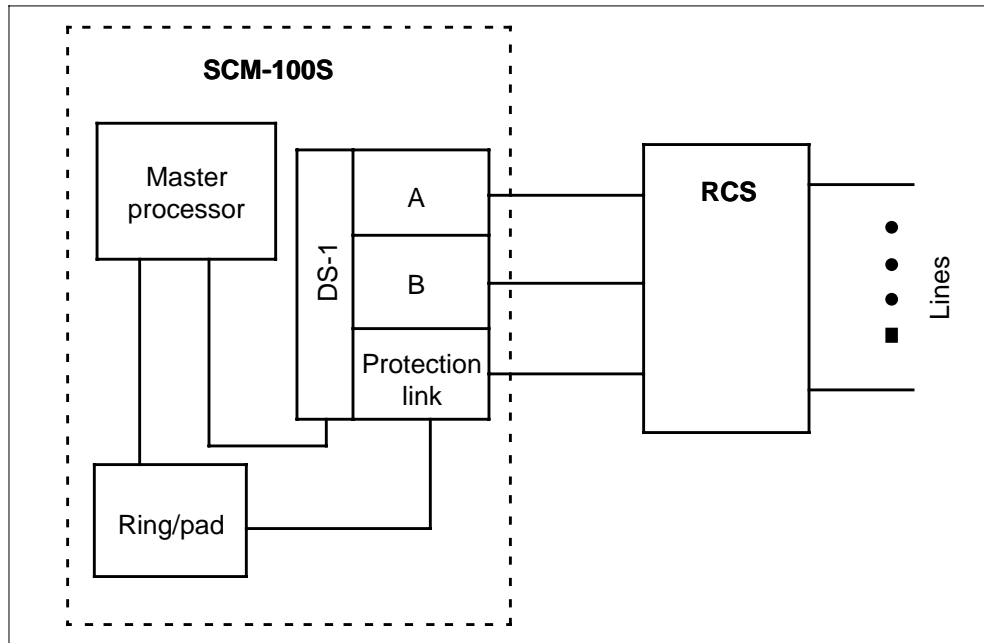 SCM-100S
Master
processor
DS-1
A
B
Protection
link
Ring/pad
RCS
Lines